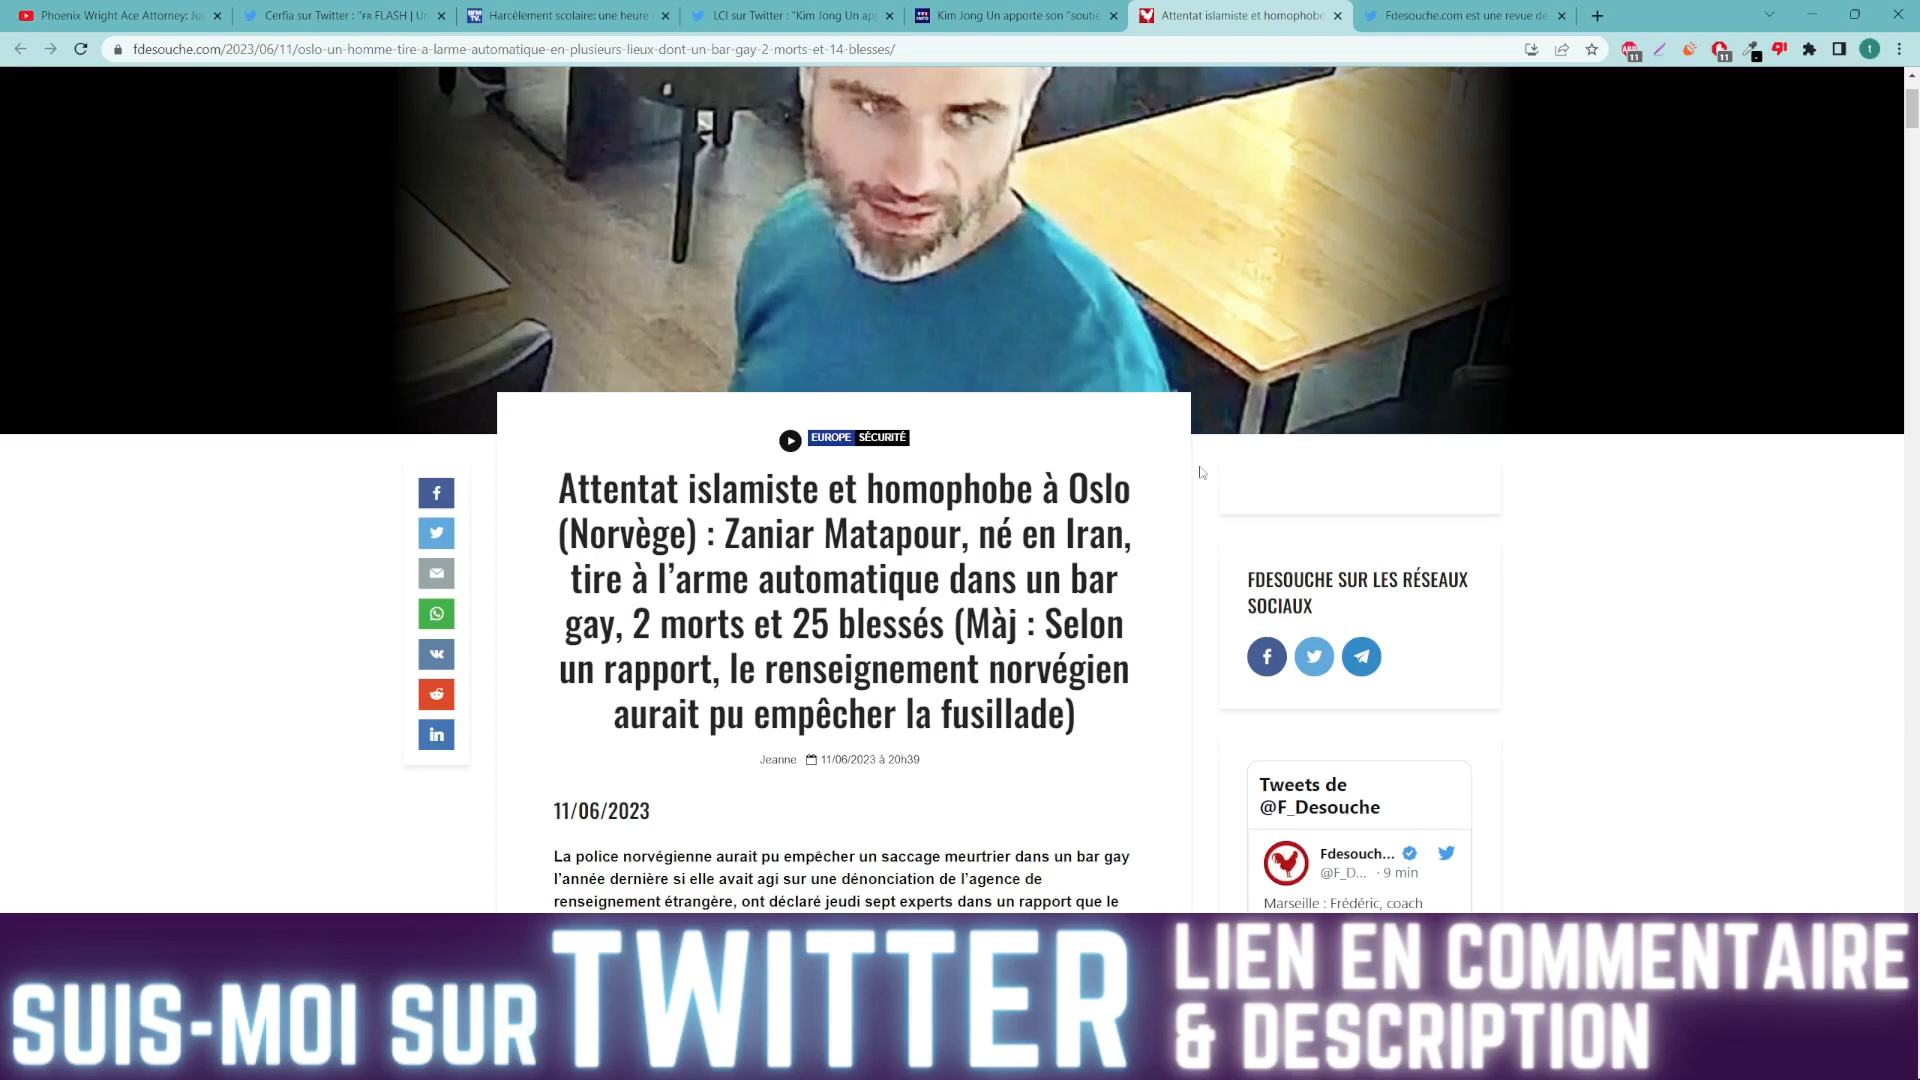 Phoenix Wright Ace Attorney: Jus
Cerfia sur Twitter : "FR FLASH | Un
Harcèlement scolaire: une heure
LCI sur Twitter : "Kim Jong Un app
Kim Jong Un apporte son "soutie
Attentat islamiste et homophobe
Fdesouche.com est une revue de
fdesouche.com/2023/06/11/oslo-un-homme-tire-a-larme-automatique-en-plusieurs-lieux-dont-un-bar-gay-2-morts-et-14-blesses/
11
11
t
EUROPE SÉCURITÉ
Attentat islamiste et homophobe à Oslo
(Norvège) : Zaniar Matapour, né en Iran,
tire à l'arme automatique dans un bar
gay, 2 morts et 25 blessés (Màj : Selon
un rapport, le renseignement norvégien
aurait pu empêcher la fusillade)
Jeanne 11/06/2023 à 20h39
11/06/2023
La police norvégienne aurait pu empêcher un saccage meurtrier dans un bar gay
l'année dernière si elle avait agi sur une dénonciation de l'agence de
renseignement étrangère, ont déclaré jeudi sept experts dans un rapport que le
FDESOUCHE SUR LES RÉSEAUX
SOCIAUX
Tweets de
@F_Desouche
Fdesouch...
@F_D... · 9 min
Marseille : Frédéric, coach
SUIS-MOI SUR TWITTER
LIEN EN COMMENTAIRE
& DESCRIPTION